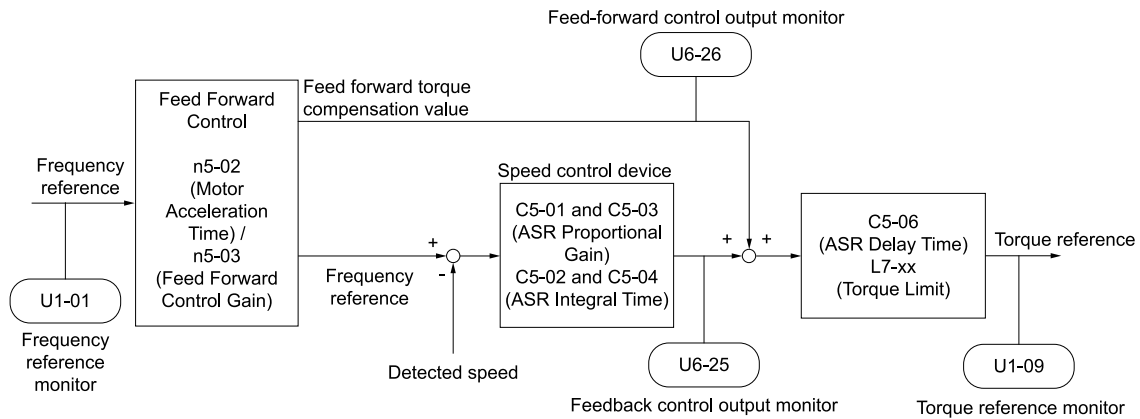 Feed-forward control output monitor
U6-26
Feed Forward
Control
n5-02
(Motor
Acceleration
Time) /
n5-03
(Feed Forward
Control Gain)
Feed forward torque
compensation value
Frequency
reference
U1-01
Frequency
reference
monitor
+
-
Frequency
reference
Detected speed
Speed control device
C5-01 and C5-03
(ASR Proportional
Gain)
C5-02 and C5-04
(ASR Integral Time)
+
+
U6-25
Feedback control output monitor
C5-06
(ASR Delay Time)
L7-xx
(Torque Limit)
Torque reference
U1-09
Torque reference monitor